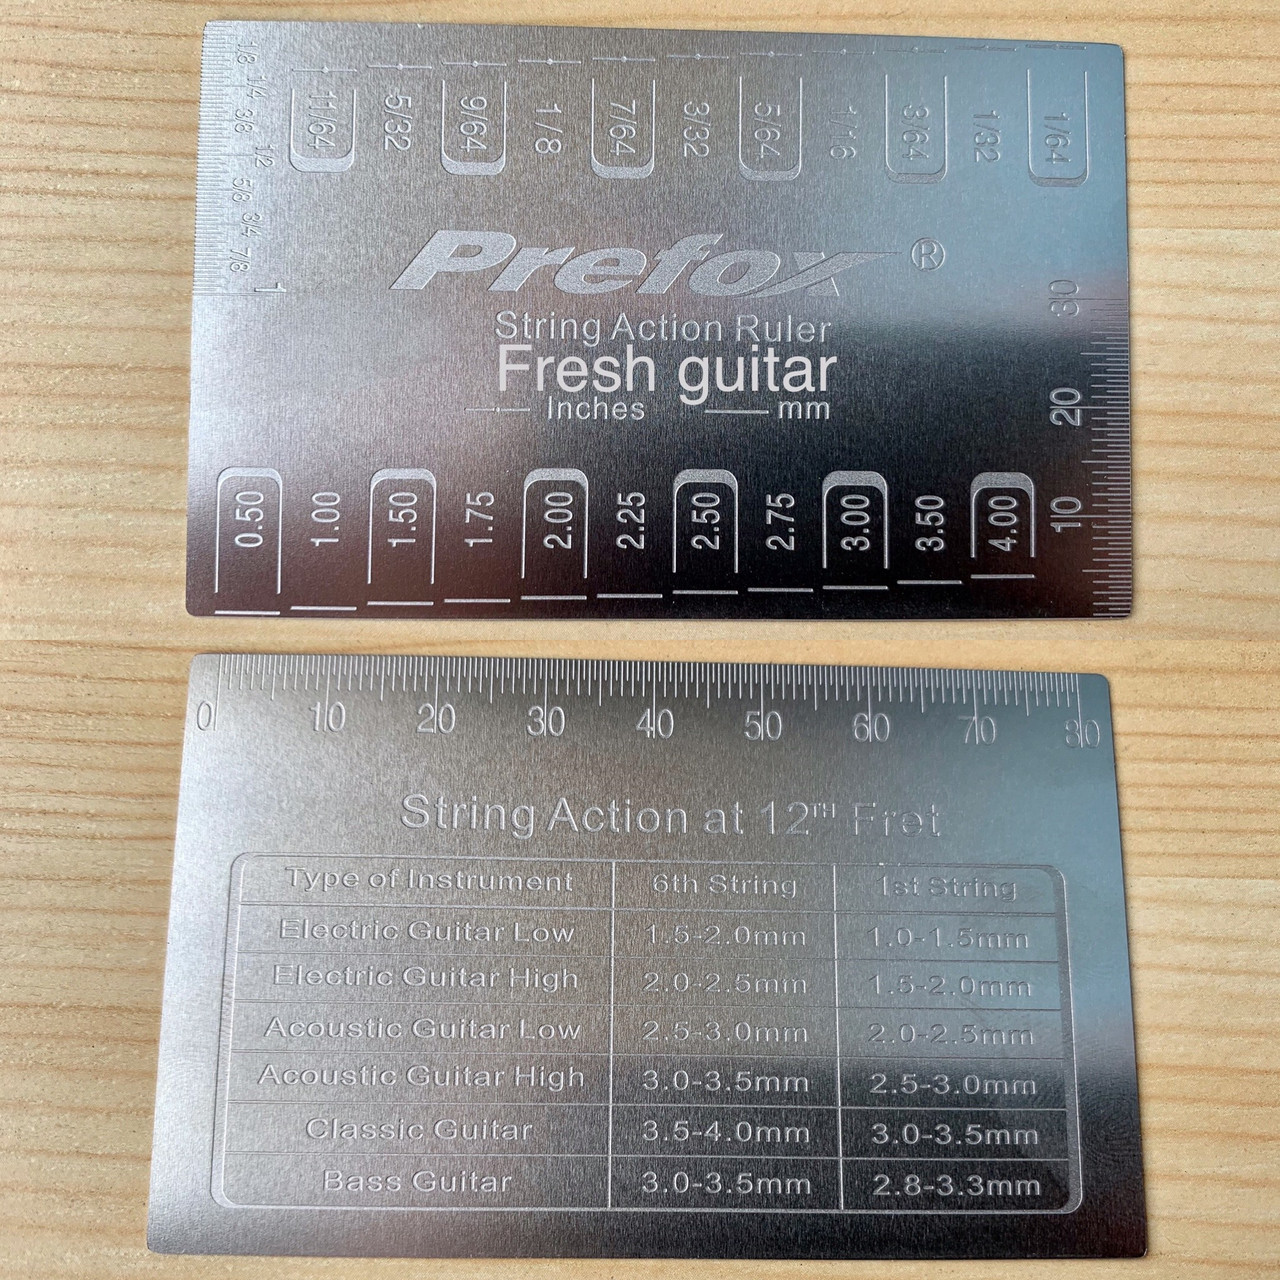 1/8 1/4 3/8 1/2 5/8 3/4 7/8 1
11/64 5/32 9/64 1/8 7/64 3/32 5/64 1/16 3/64 1/32 1/64
Prefox ®
String Action Ruler
Fresh guitar
Inches mm
30
20
10
0.50 1.00 1.50 1.75 2.00 2.25 2.50 2.75 3.00 3.50 4.00
0 10 20 30 40 50 60 70 80
String Action at 12TH Fret
Type of Instrument 6th String 1st String
Electric Guitar Low 1.5-2.0mm 1.0-1.5mm
Electric Guitar High 2.0-2.5mm 1.5-2.0mm
Acoustic Guitar Low 2.5-3.0mm 2.0-2.5mm
Acoustic Guitar High 3.0-3.5mm 2.5-3.0mm
Classic Guitar 3.5-4.0mm 3.0-3.5mm
Bass Guitar 3.0-3.5mm 2.8-3.3mm